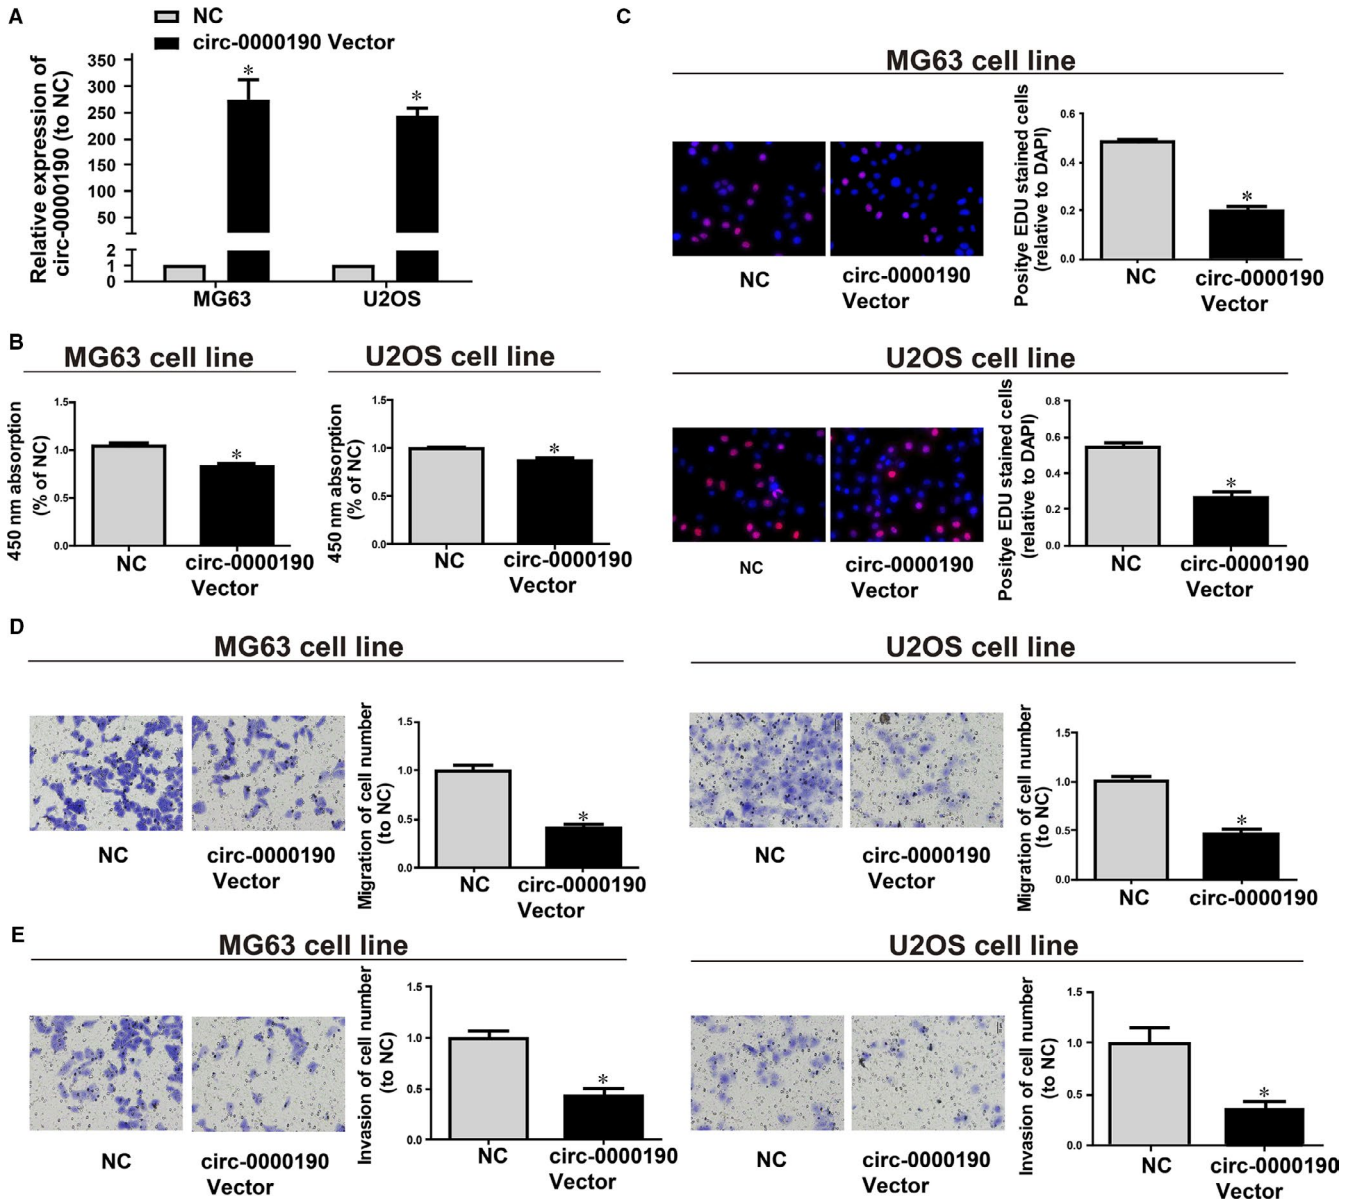 A
NC
circ-0000190 Vector
Relative expression of
circ-0000190 (to NC)
350
300
250
200
150
100
50
2
1
0
*
*
MG63
U2OS
B
MG63 cell line
450 nm absorption
(% of NC)
1.5
1.0
0.5
0.0
*
NC
circ-0000190
Vector
U2OS cell line
450 nm absorption
(% of NC)
1.5
1.0
0.5
0.0
*
NC
circ-0000190
Vector
C
MG63 cell line
NC
circ-0000190
Vector
Positye EDU stained cells
(relative to DAPI)
0.6
0.4
0.2
0.0
*
NC
circ-0000190
Vector
U2OS cell line
NC
circ-0000190
Vector
Positye EDU stained cells
(relative to DAPI)
0.8
0.6
0.4
0.2
0.0
*
NC
circ-0000190
Vector
D
MG63 cell line
NC
circ-0000190
Vector
Migration of cell number
(to NC)
1.5
1.0
0.5
0.0
*
NC
circ-0000190
Vector
U2OS cell line
NC
circ-0000190
Vector
Migration of cell number
(to NC)
1.5
1.0
0.5
0.0
*
NC
circ-0000190
E
MG63 cell line
NC
circ-0000190
Vector
Invasion of cell number
(to NC)
1.5
1.0
0.5
0.0
*
NC
circ-0000190
Vector
U2OS cell line
NC
circ-0000190
Vector
Invasion of cell number
(to NC)
1.5
1.0
0.5
0.0
*
NC
circ-0000190
Vector